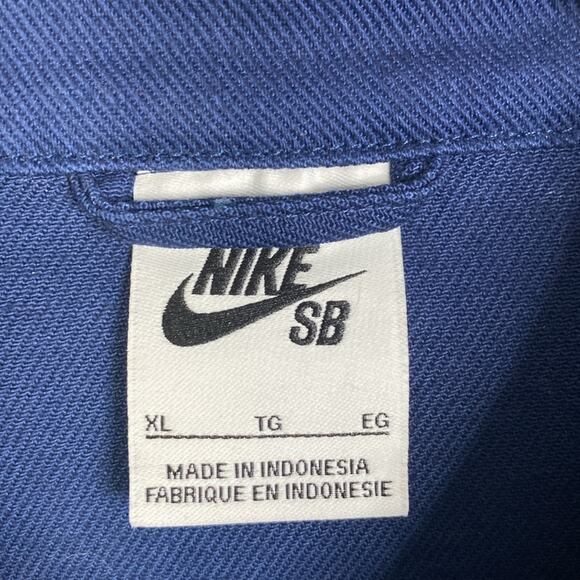 NIKE
SB
XL TG EG
MADE IN INDONESIA
FABRIQUE EN INDONESIE